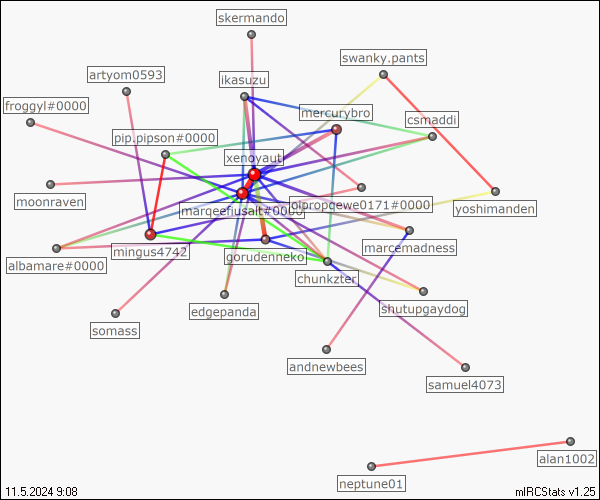 skermando
swanky.pants
artyom0593
ikasuzu
froggyl#0000
mercurybro
csmaddi
pip.pipson#0000
xenoyaut
moonraven
plpropqewe0171#0000
yoshimanden
marqeefiusalt#0000
mingus4742
marcemadness
albamare#0000
gorudenneko
chunkzter
edgepanda
shutupgaydog
somass
andnewbees
samuel4073
alan1002
neptune01
11.5.2024 9:08
mIRCStats v1.25